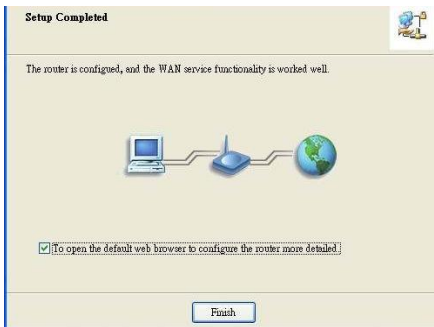 Setup Completed
The router is configued, and the WAN service functionality is worked well.
To open the default web browser to configure the router more detailed.
Finish